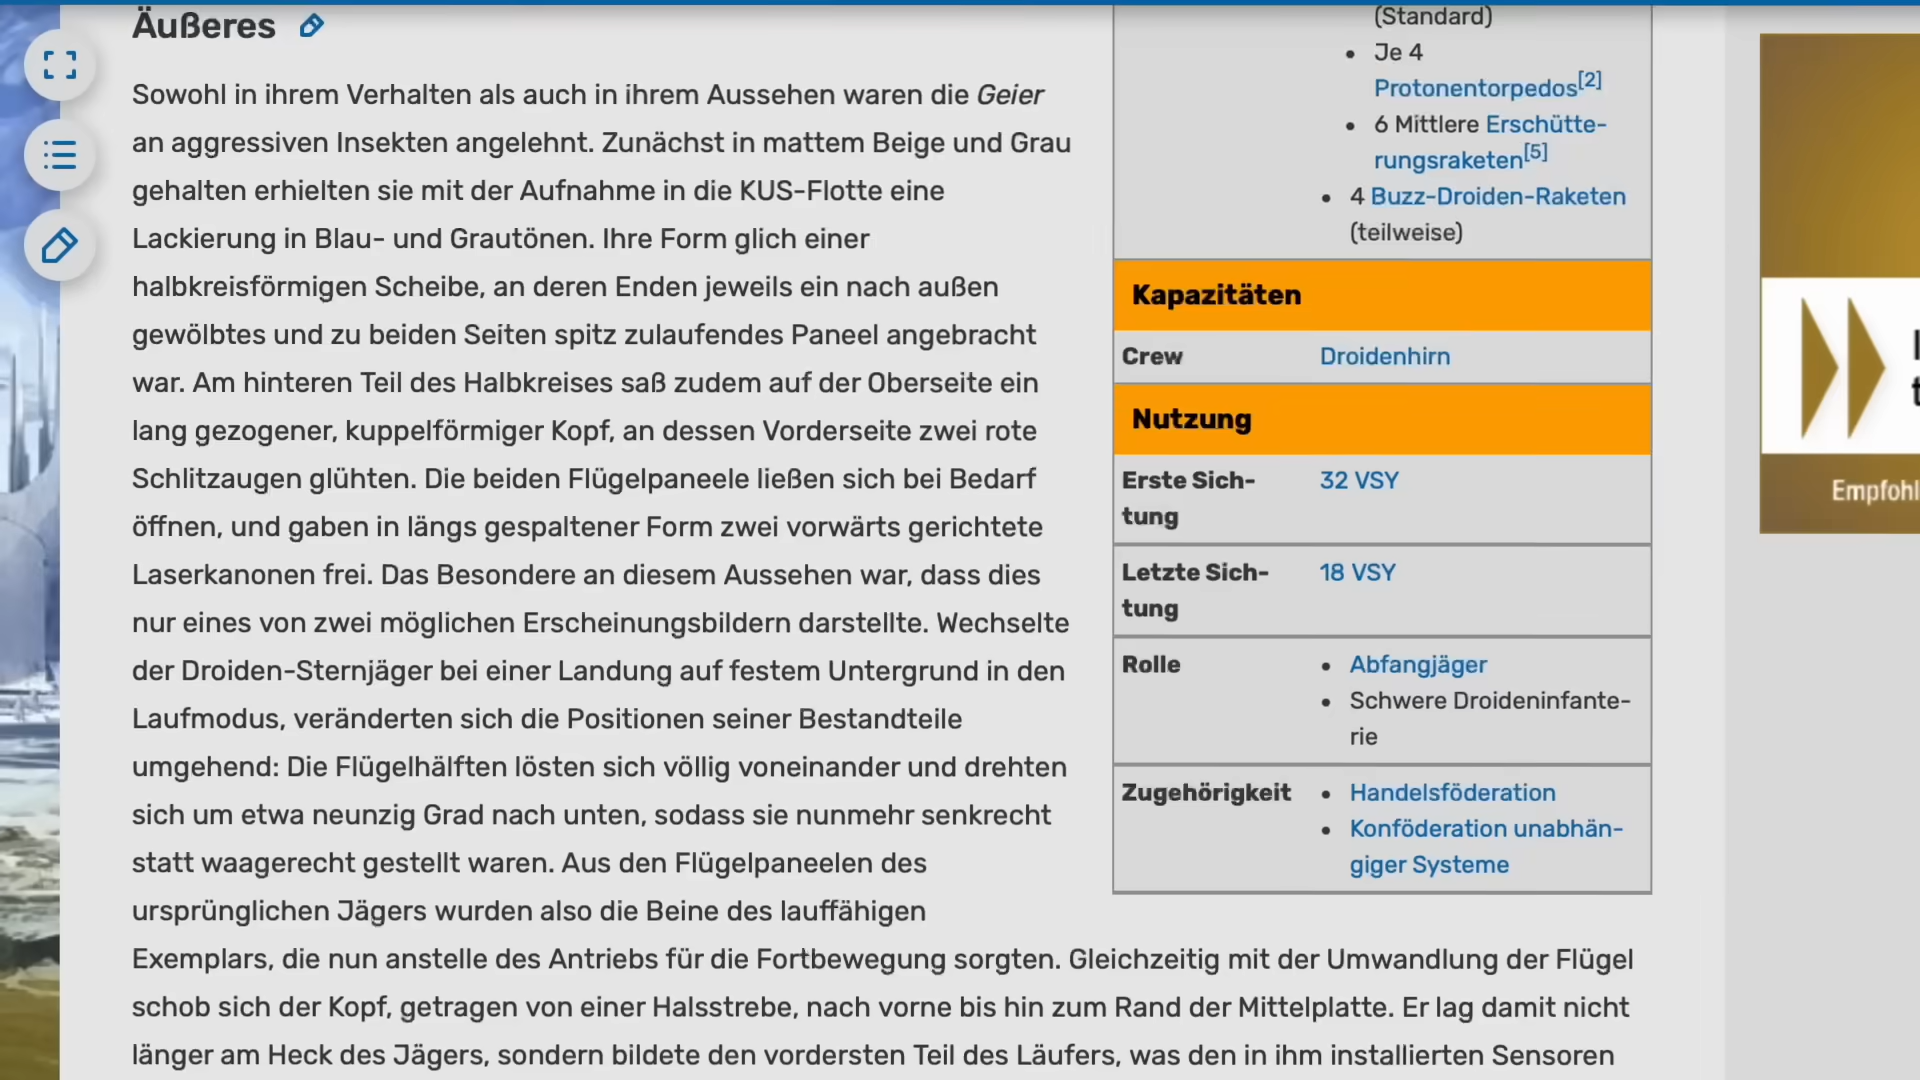 Äußeres
Sowohl in ihrem Verhalten als auch in ihrem Aussehen waren die Geier
an aggressiven Insekten angelehnt. Zunächst in mattem Beige und Grau
gehalten erhielten sie mit der Aufnahme in die KUS-Flotte eine
Lackierung in Blau- und Grautönen. Ihre Form glich einer
halbkreisförmigen Scheibe, an deren Enden jeweils ein nach außen
gewölbtes und zu beiden Seiten spitz zulaufendes Paneel angebracht
war. Am hinteren Teil des Halbkreises saß zudem auf der Oberseite ein
lang gezogener, kuppelförmiger Kopf, an dessen Vorderseite zwei rote
Schlitzaugen glühten. Die beiden Flügelpaneele ließen sich bei Bedarf
öffnen, und gaben in längs gespaltener Form zwei vorwärts gerichtete
Laserkanonen frei. Das Besondere an diesem Aussehen war, dass dies
nur eines von zwei möglichen Erscheinungsbildern darstellte. Wechselte
der Droiden-Sternjäger bei einer Landung auf festem Untergrund in den
Laufmodus, veränderten sich die Positionen seiner Bestandteile
umgehend: Die Flügelhälften lösten sich völlig voneinander und drehten
sich um etwa neunzig Grad nach unten, sodass sie nunmehr senkrecht
statt waagerecht gestellt waren. Aus den Flügelpaneelen des
ursprünglichen Jägers wurden also die Beine des lauffähigen
Exemplars, die nun anstelle des Antriebs für die Fortbewegung sorgten. Gleichzeitig mit der Umwandlung der Flügel
schob sich der Kopf, getragen von einer Halsstrebe, nach vorne bis hin zum Rand der Mittelplatte. Er lag damit nicht
länger am Heck des Jägers, sondern bildete den vordersten Teil des Läufers, was den in ihm installierten Sensoren
(Standard)
• Je 4
Protonentorpedos[2]
• 6 Mittlere Erschütte-
rungsraketen[5]
• 4 Buzz-Droiden-Raketen
(teilweise)
Kapazitäten
Crew Droidenhirn
Nutzung
Erste Sich- 32 VSY
tung
Letzte Sich- 18 VSY
tung
Rolle • Abfangjäger
• Schwere Droideninfante-
rie
Zugehörigkeit • Handelsföderation
• Konföderation unabhän-
giger Systeme
Empfohl